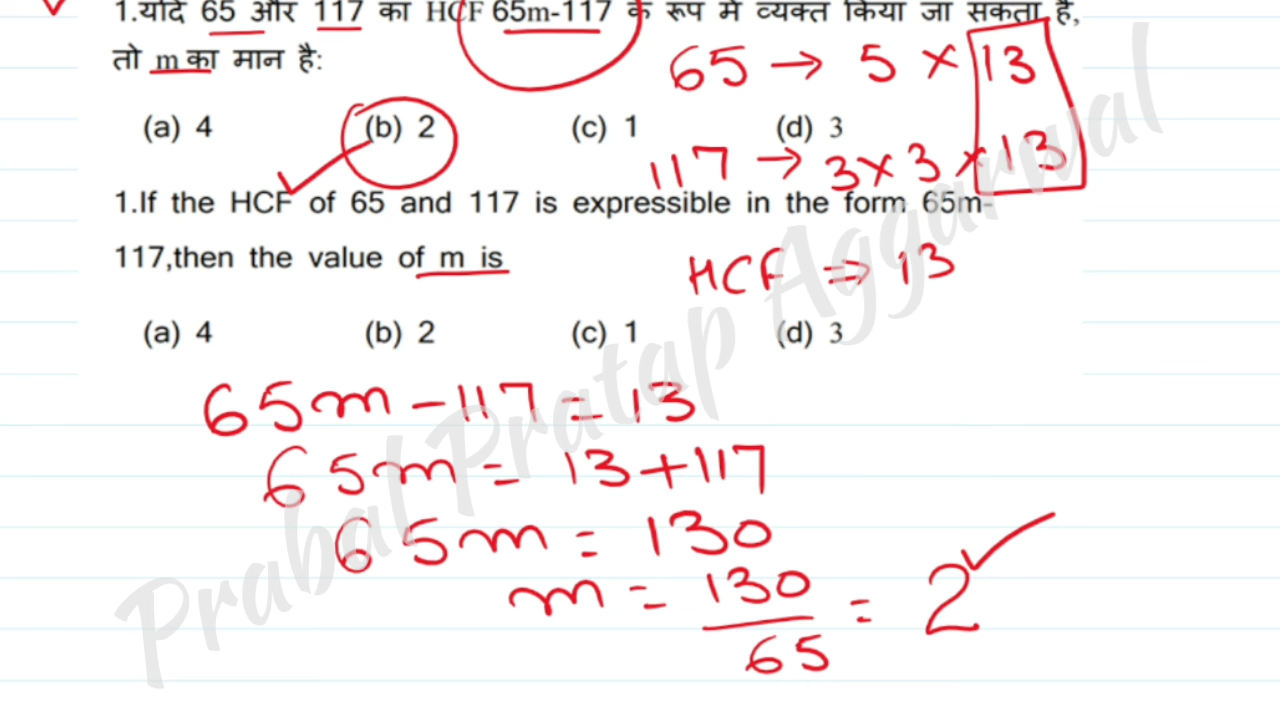 1.यदि 65 और 117 का HCF 65m-117 के रूप में व्यक्त किया जा सकता है,
तो m का मान है:
65 → 5 × 13
(a) 4 (b) 2 (c) 1 (d) 3
117 → 3 × 3 × 13
1.If the HCF of 65 and 117 is expressible in the form 65m-
117,then the value of m is
HCF ⇒ 13
(a) 4 (b) 2 (c) 1 (d) 3
65m - 117 = 13
65m = 13 + 117
65m = 130
m = 130/65 = 2
Prabal Pratap Aggarwal